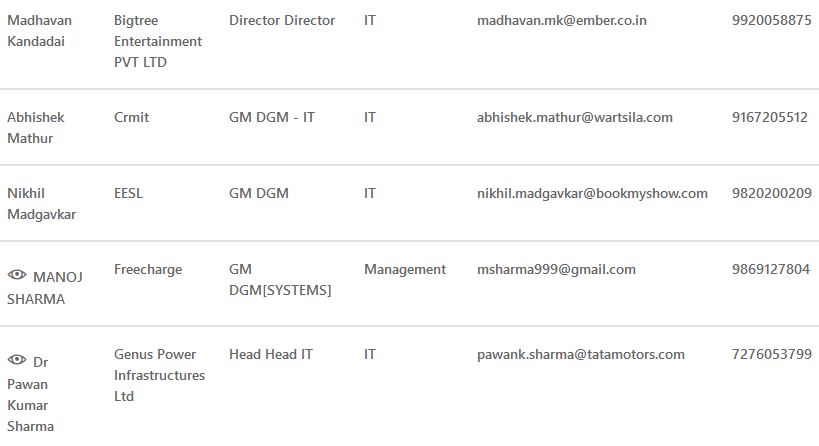 Madhavan Bigtree Director Director IT madhavan.mk@ember.co.in 9920058875
Kandadai Entertainment
PVT LTD
Abhishek Crmit GM DGM - IT IT abhishek.mathur@wartsila.com 9167205512
Mathur
Nikhil EESL GM DGM IT nikhil.madgavkar@bookmyshow.com 9820200209
Madgavkar
MANOJ Freecharge GM Management msharma999@gmail.com 9869127804
SHARMA DGM[SYSTEMS]
Dr Genus Power Head Head IT IT pawank.sharma@tatamotors.com 7276053799
Pawan Infrastructures
Kumar Ltd
Sharma